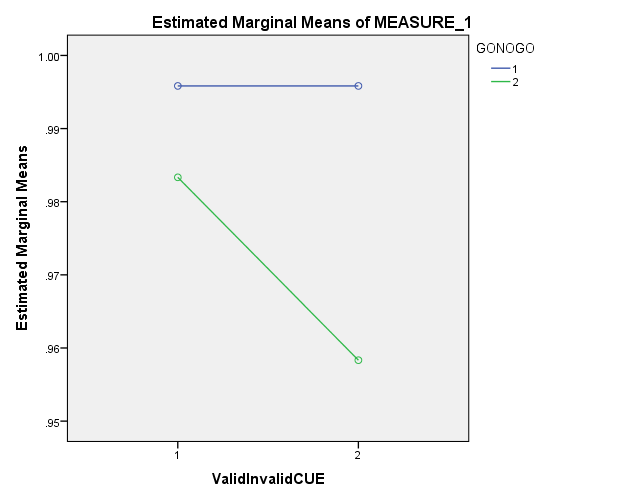 Estimated Marginal Means of MEASURE_1
GONOGO
1
2
Estimated Marginal Means
1.00
.99
.98
.97
.96
.95
1
2
ValidInvalidCUE